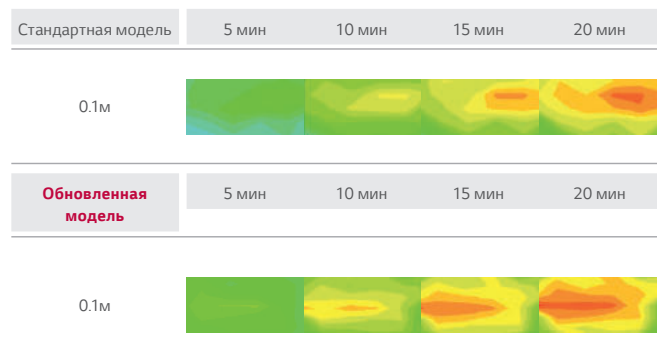 Стандартная модель 5 мин 10 мин 15 мин 20 мин
0.1м
Обновленная
модель
5 мин 10 мин 15 мин 20 мин
0.1м